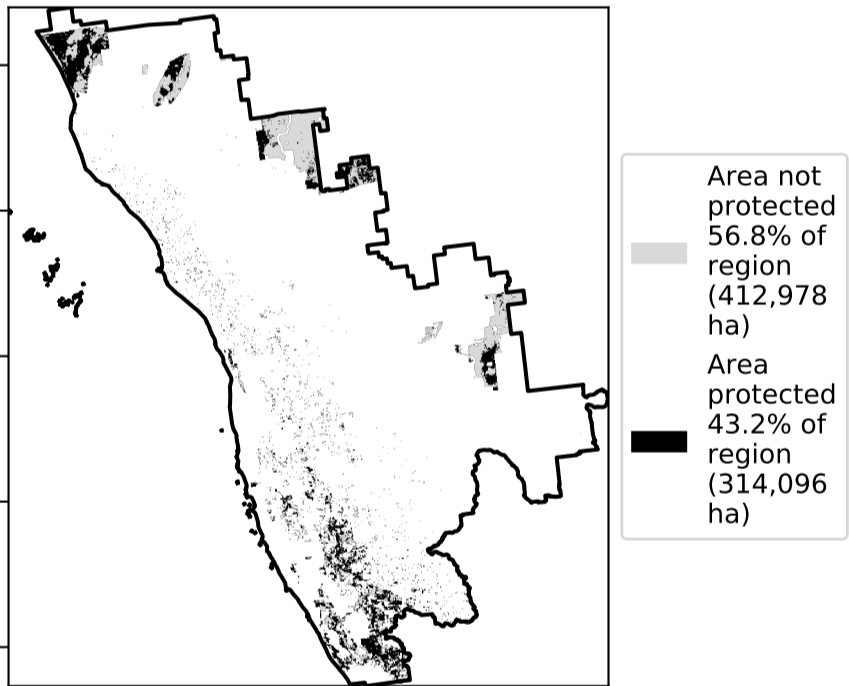 Area not
protected
56.8% of
region
(412,978
ha)
Area
protected
43.2% of
region
(314,096
ha)